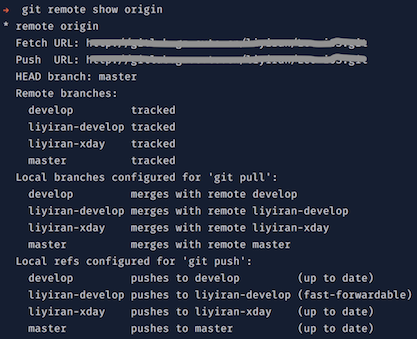 ➜ git remote show origin
* remote origin
Fetch URL:
Push URL:
HEAD branch: master
Remote branches:
develop tracked
liyiran-develop tracked
liyiran-xday tracked
master tracked
Local branches configured for 'git pull':
develop merges with remote develop
liyiran-develop merges with remote liyiran-develop
liyiran-xday merges with remote liyiran-xday
master merges with remote master
Local refs configured for 'git push':
develop pushes to develop (up to date)
liyiran-develop pushes to liyiran-develop (fast-forwardable)
liyiran-xday pushes to liyiran-xday (up to date)
master pushes to master (up to date)